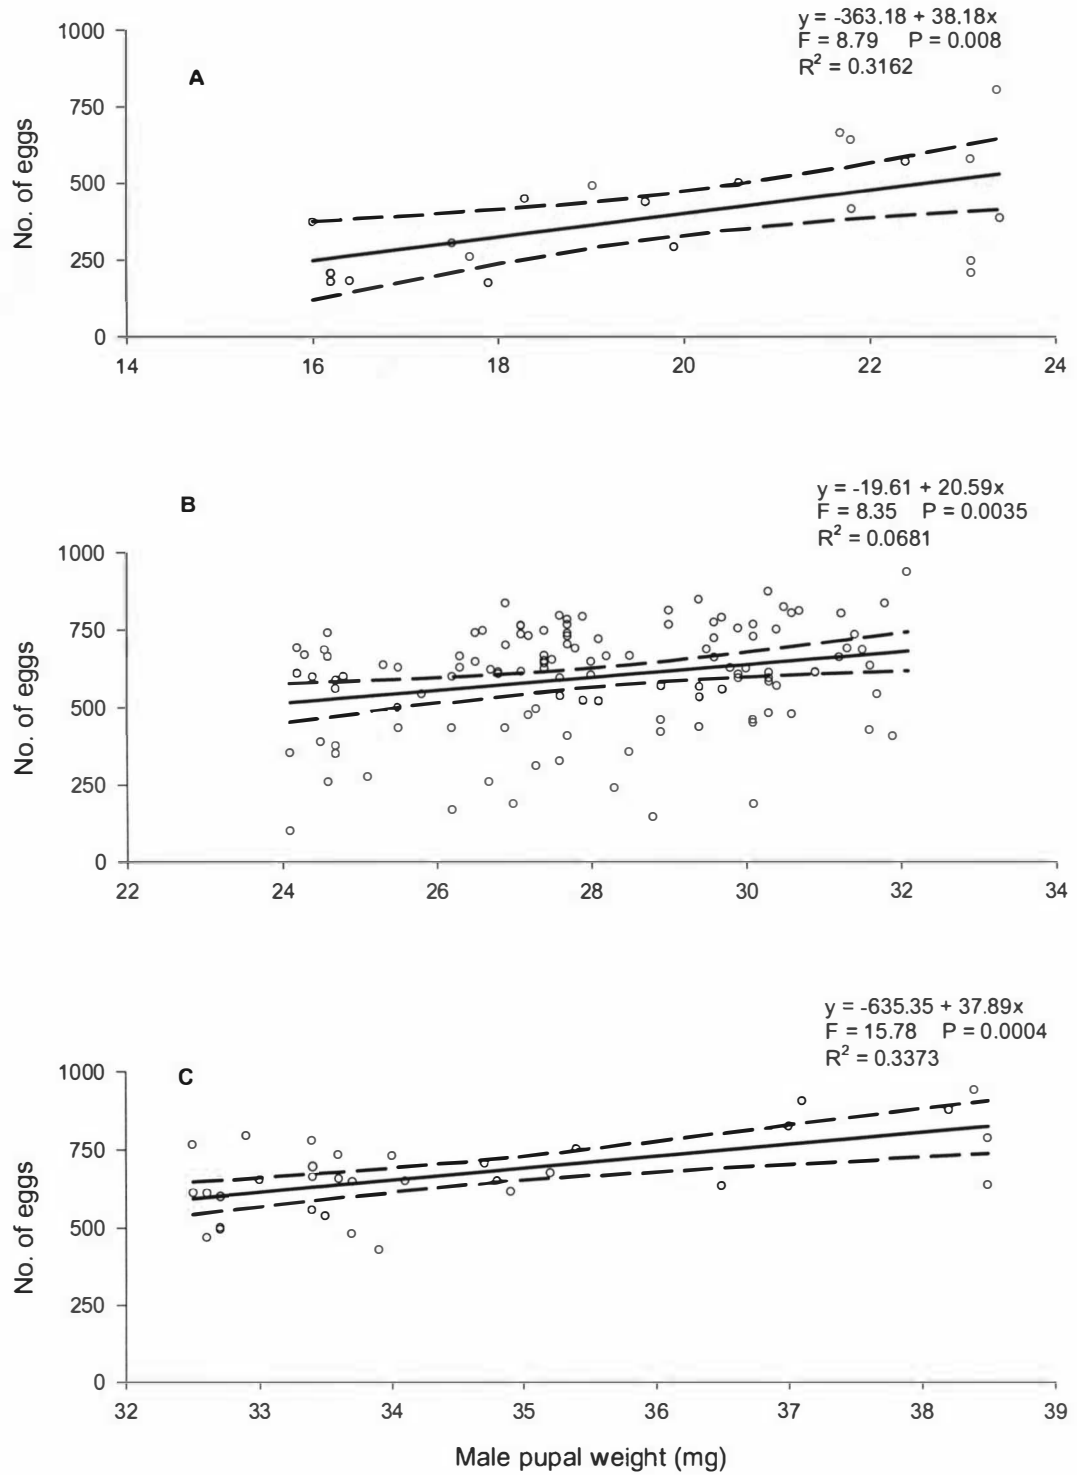 y = -363.18 + 38.18x
F = 8.79 P = 0.008
R² = 0.3162
A
1000
750
500
250
0
No. of eggs
14 16 18 20 22 24
y = -19.61 + 20.59x
F = 8.35 P = 0.0035
R² = 0.0681
B
1000
750
500
250
0
No. of eggs
22 24 26 28 30 32 34
y = -635.35 + 37.89x
F = 15.78 P = 0.0004
R² = 0.3373
C
1000
750
500
250
0
No. of eggs
32 33 34 35 36 37 38 39
Male pupal weight (mg)